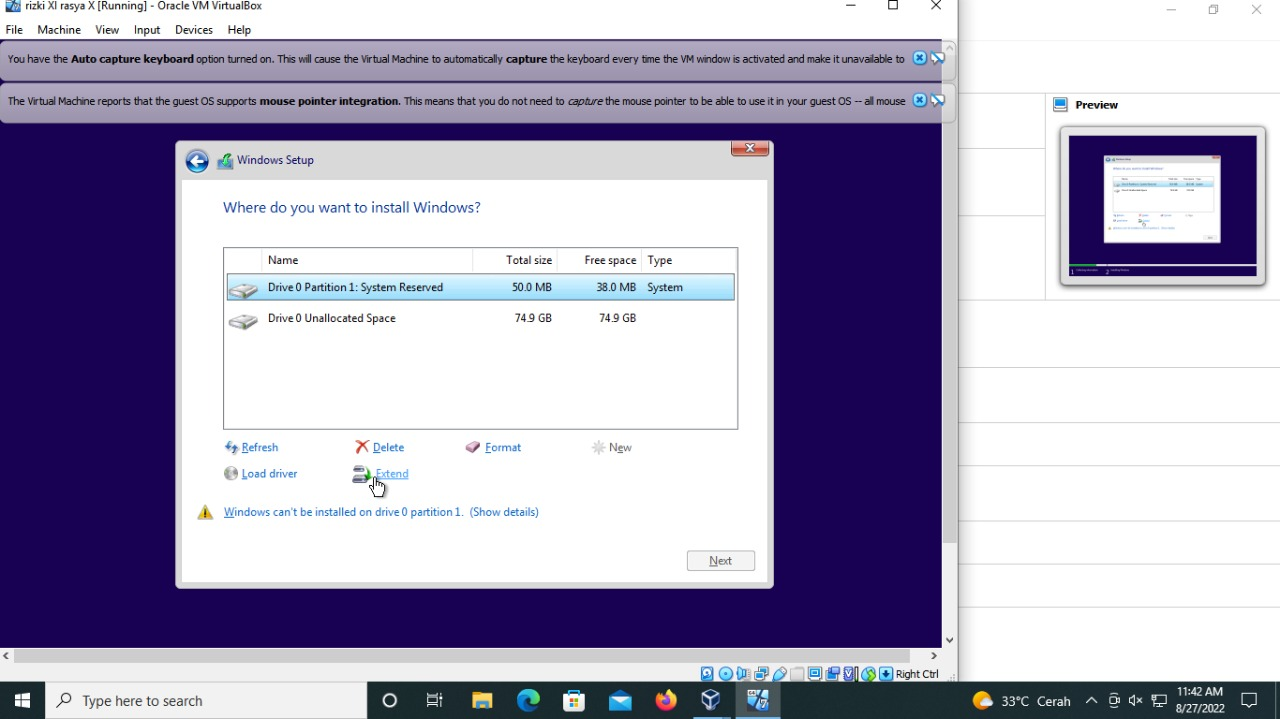 rizki XI rasya X [Running] - Oracle VM VirtualBox
File Machine View Input Devices Help
You have the Auto capture keyboard option turned on. This will cause the Virtual Machine to automatically capture the keyboard every time the VM window is activated and make it unavailable to
The Virtual Machine reports that the guest OS supports mouse pointer integration. This means that you do not need to capture the mouse pointer to be able to use it in your guest OS -- all mouse
Preview
Windows Setup
Where do you want to install Windows?
Name Total size Free space Type
Drive 0 Partition 1: System Reserved 50.0 MB 38.0 MB System
Drive 0 Unallocated Space 74.9 GB 74.9 GB
Refresh Delete Format New
Load driver Extend
Windows can't be installed on drive 0 partition 1. (Show details)
Next
Right Ctrl
Type here to search
33°C Cerah
11:42 AM
8/27/2022